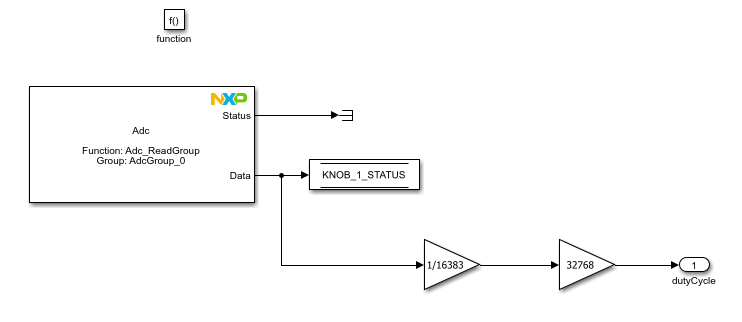 f()
function
NXP
Status
Adc
Function: Adc_ReadGroup
Group: AdcGroup_0
Data
KNOB_1_STATUS
1/16383
32768
1
dutyCycle